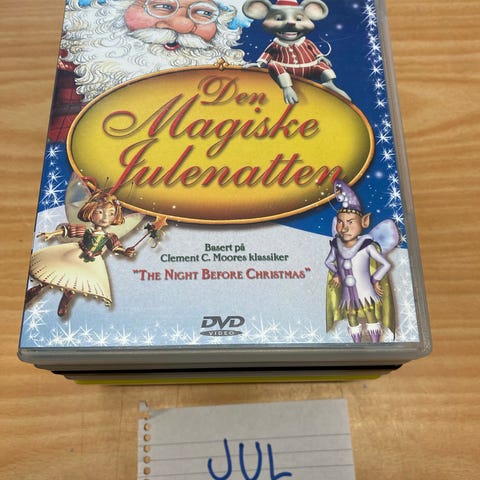 Den
Magiske
Julenatten
Basert på
Clement C. Moores klassiker
"THE NIGHT BEFORE CHRISTMAS"
DVD
VIDEO
JUL